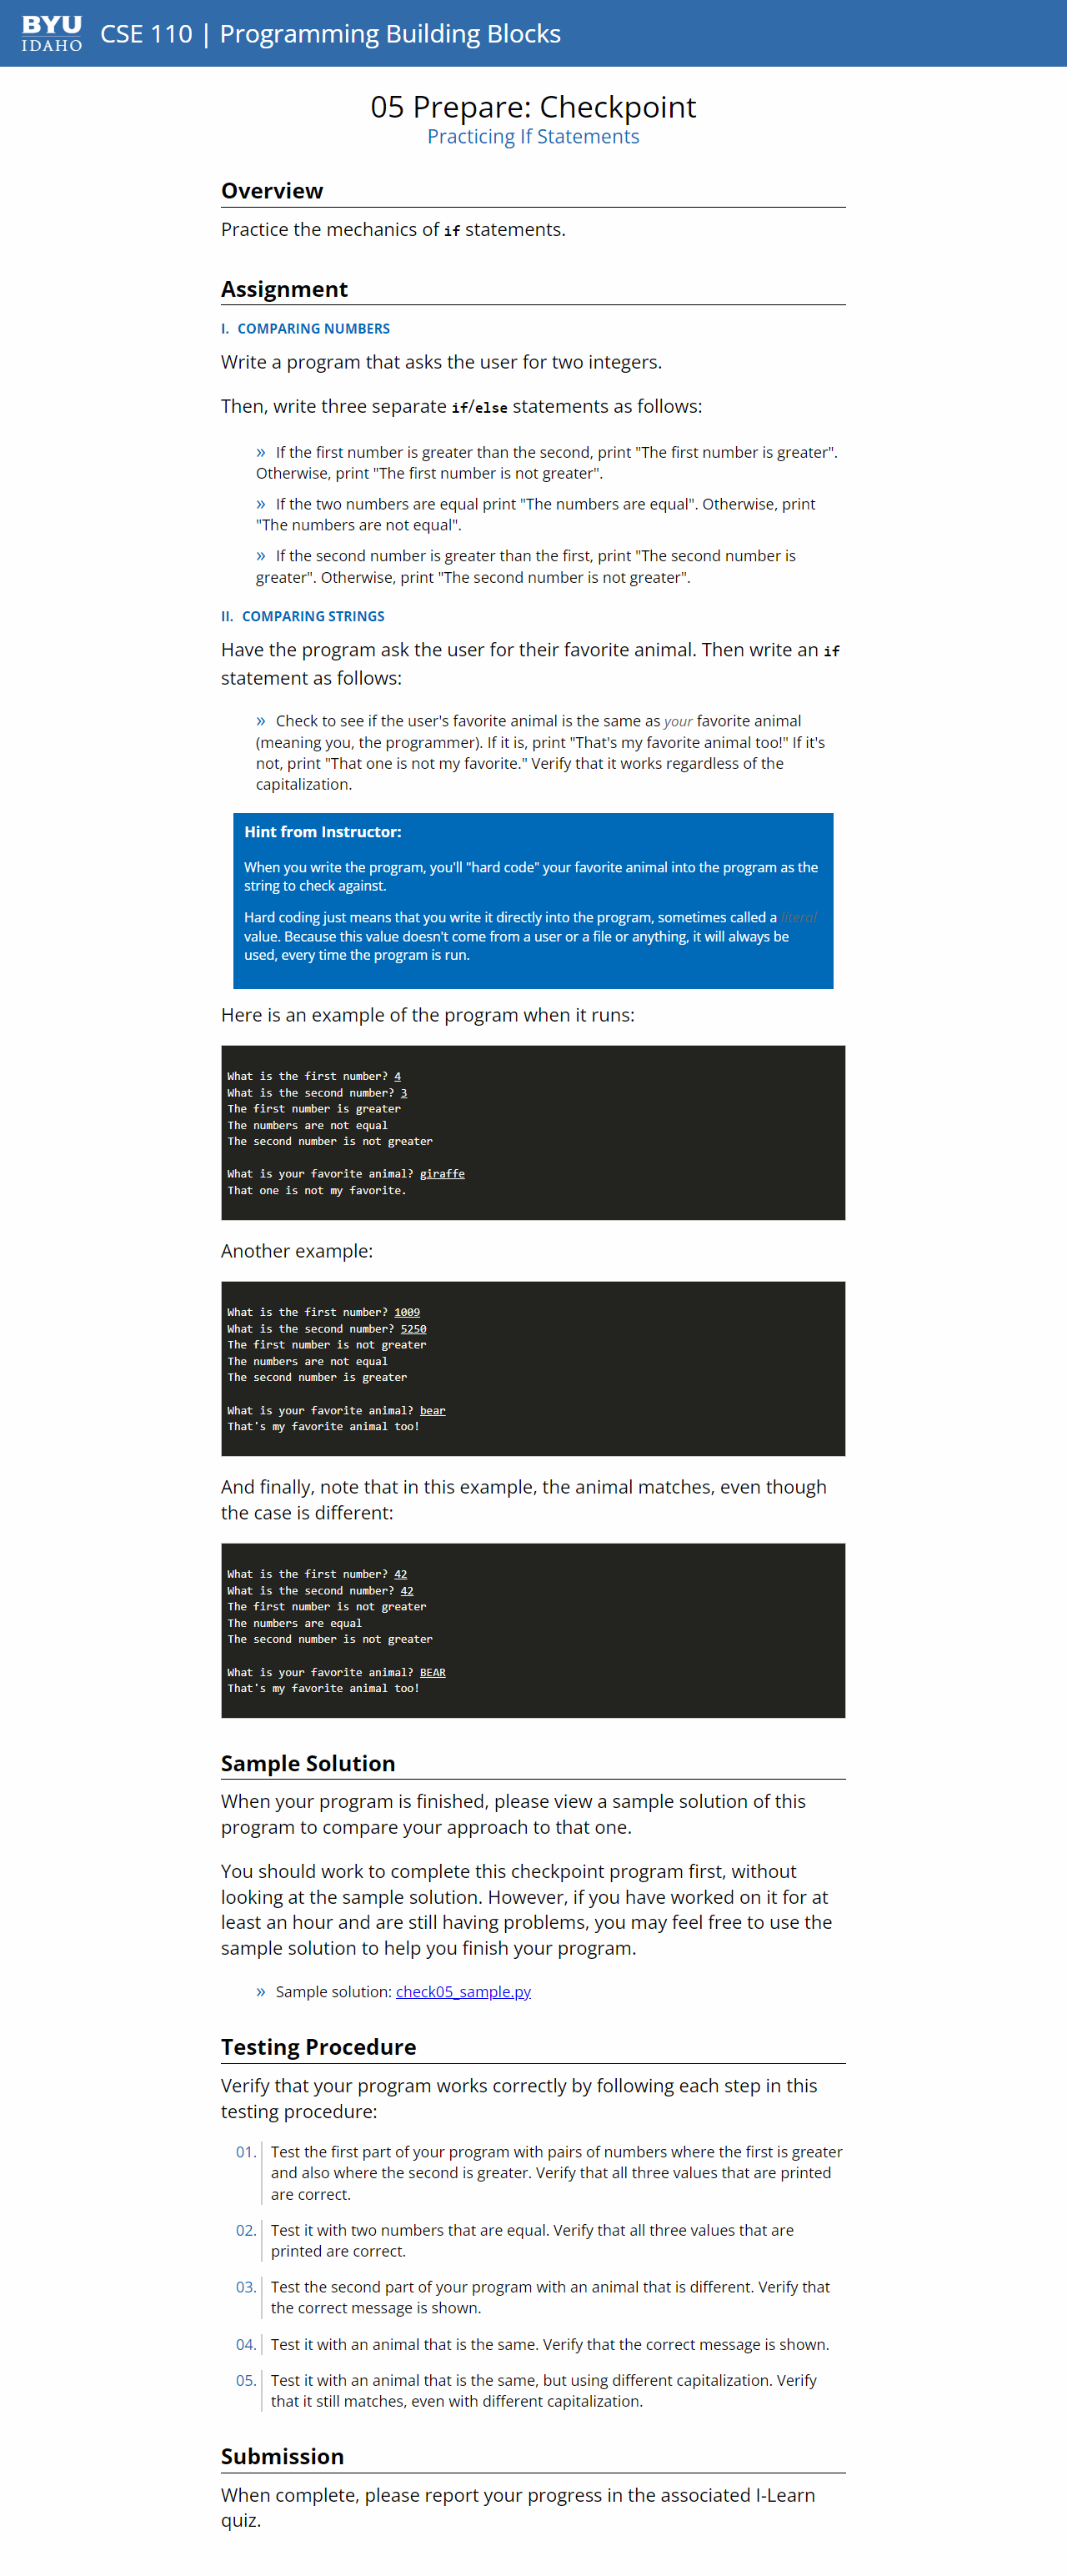 BYU
IDAHO
CSE 110 | Programming Building Blocks
05 Prepare: Checkpoint
Practicing If Statements
Overview
Practice the mechanics of if statements.
Assignment
I. COMPARING NUMBERS
Write a program that asks the user for two integers.
Then, write three separate if/else statements as follows:
» If the first number is greater than the second, print "The first number is greater".
Otherwise, print "The first number is not greater".
» If the two numbers are equal print "The numbers are equal". Otherwise, print
"The numbers are not equal".
» If the second number is greater than the first, print "The second number is
greater". Otherwise, print "The second number is not greater".
II. COMPARING STRINGS
Have the program ask the user for their favorite animal. Then write an if
statement as follows:
» Check to see if the user's favorite animal is the same as your favorite animal
(meaning you, the programmer). If it is, print "That's my favorite animal too!" If it's
not, print "That one is not my favorite." Verify that it works regardless of the
capitalization.
Hint from Instructor:
When you write the program, you'll "hard code" your favorite animal into the program as the
string to check against.
Hard coding just means that you write it directly into the program, sometimes called a literal
value. Because this value doesn't come from a user or a file or anything, it will always be
used, every time the program is run.
Here is an example of the program when it runs:
What is the first number? 4
What is the second number? 3
The first number is greater
The numbers are not equal
The second number is not greater
What is your favorite animal? giraffe
That one is not my favorite.
Another example:
What is the first number? 1009
What is the second number? 5250
The first number is not greater
The numbers are not equal
The second number is greater
What is your favorite animal? bear
That's my favorite animal too!
And finally, note that in this example, the animal matches, even though
the case is different:
What is the first number? 42
What is the second number? 42
The first number is not greater
The numbers are equal
The second number is not greater
What is your favorite animal? BEAR
That's my favorite animal too!
Sample Solution
When your program is finished, please view a sample solution of this
program to compare your approach to that one.
You should work to complete this checkpoint program first, without
looking at the sample solution. However, if you have worked on it for at
least an hour and are still having problems, you may feel free to use the
sample solution to help you finish your program.
» Sample solution: check05_sample.py
Testing Procedure
Verify that your program works correctly by following each step in this
testing procedure:
01. Test the first part of your program with pairs of numbers where the first is greater
and also where the second is greater. Verify that all three values that are printed
are correct.
02. Test it with two numbers that are equal. Verify that all three values that are
printed are correct.
03. Test the second part of your program with an animal that is different. Verify that
the correct message is shown.
04. Test it with an animal that is the same. Verify that the correct message is shown.
05. Test it with an animal that is the same, but using different capitalization. Verify
that it still matches, even with different capitalization.
Submission
When complete, please report your progress in the associated I-Learn
quiz.